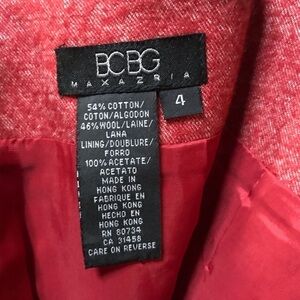 BCBG
MAXAZRIA
4
54% COTTON/
COTON/ALGODON
46% WOOL/LAINE/
LANA
LINING/DOUBLURE/
FORRO
100% ACETATE/
ACETATO
MADE IN
HONG KONG
FABRIQUE EN
HONG KONG
HECHO EN
HONG KONG
RN 80734
CA 31458
CARE ON REVERSE